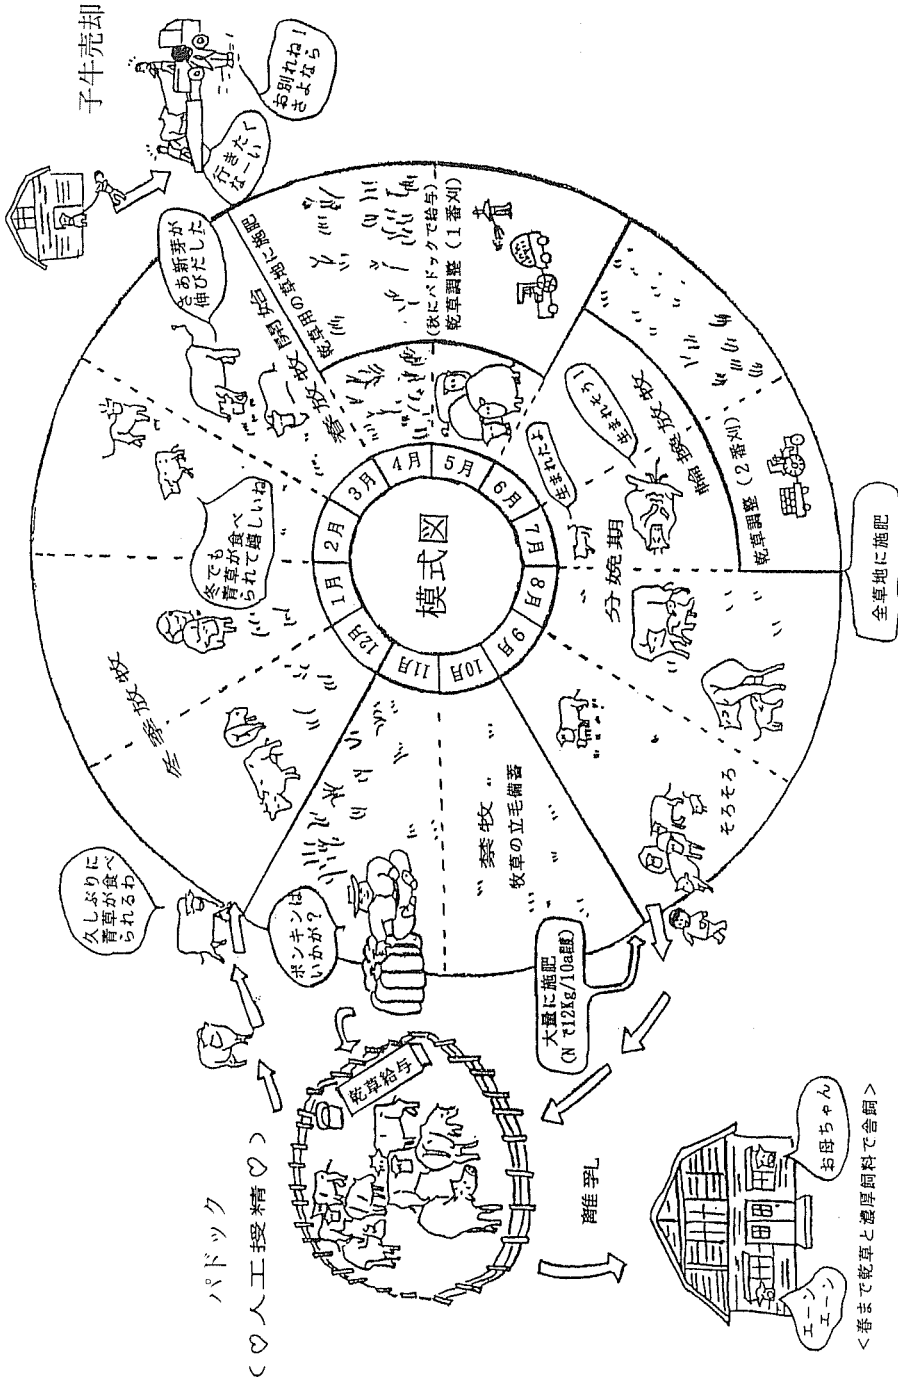 子牛売却
お別れね！
さよなら
行きたく
なーい
さあ新芽が
伸びだした
春放牧 開始
乾草用の草地に施肥
(秋にパドックで給与)
乾草調整（1番刈）
模式図
1月
2月
3月
4月
5月
6月
7月
8月
9月
10月
11月
12月
冬でも
青草が食べ
られて嬉しいね
冬季放牧
生まれたよ
生まれそう！
輪換放牧
乾草調整（2番刈）
分娩期
全草地に施肥
そろそろ
禁牧
牧草の立毛備蓄
大量に施肥
(Nで12Kg/10a程度)
久しぶりに
青草が食べ
られるわ
ポンキンは
いかが？
パドック
(♡人工授精♡)
乾草給与
離乳
お母ちゃん
エーン
エーン
<春まで乾草と濃厚飼料で舎飼>